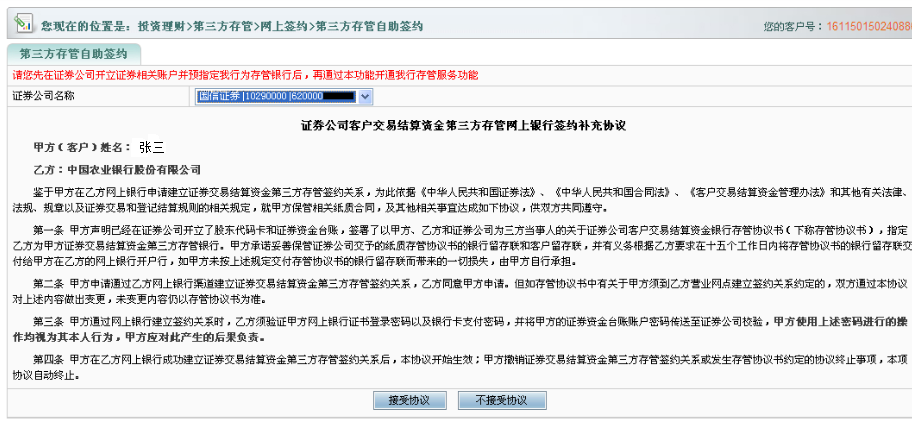 您现在的位置是：投资理财>第三方存管>网上签约>第三方存管自助签约
您的客户号：1611501502408
第三方存管自助签约
请您先在证券公司开立证券相关账户并预指定我行为存管银行后，再通过本功能开通我行存管服务功能
证券公司名称
国信证券|10290000|620000
证券公司客户交易结算资金第三方存管网上银行签约补充协议
甲方（客户）姓名： 张三
乙方：中国农业银行股份有限公司
鉴于甲方在乙方网上银行申请建立证券交易结算资金第三方存管签约关系，为此依据《中华人民共和国证券法》、《中华人民共和国合同法》、《客户交易结算资金管理办法》和其他有关法律、
法规、规章以及证券交易和登记结算规则的相关规定，就甲方保管相关纸质合同，及其他相关事宜达成如下协议，供双方共同遵守。
第一条 甲方声明已经在证券公司开立了股东代码卡和证券资金台账，签署了以甲方、乙方和证券公司为三方当事人的关于证券公司客户交易结算资金银行存管协议书（下称存管协议书），指定
乙方为甲方证券交易结算资金第三方存管银行。甲方承诺妥善保管证券公司交予的纸质存管协议书的银行留存联和客户留存联，并有义务根据乙方要求在十五个工作日内将存管协议书的银行留存联交
付给甲方在乙方的网上银行开户行，如甲方未按上述规定交付存管协议书的银行留存联而带来的一切损失，由甲方自行承担。
第二条 甲方申请通过乙方网上银行渠道建立证券交易结算资金第三方存管签约关系，乙方同意甲方申请。但如存管协议书中有关于甲方须到乙方营业网点建立签约关系约定的，双方通过本协议
对上述内容做出变更，未变更内容仍以存管协议书为准。
第三条 甲方通过网上银行建立签约关系时，乙方须验证甲方网上银行证书登录密码以及银行卡支付密码，并将甲方的证券资金台账账户密码传送至证券公司校验，甲方使用上述密码进行的操
作均视为其本人行为，甲方应对此产生的后果负责。
第四条 甲方在乙方网上银行成功建立证券交易结算资金第三方存管签约关系后，本协议开始生效；甲方撤销证券交易结算资金第三方存管签约关系或发生存管协议书约定的协议终止事项，本项
协议自动终止。
接受协议 不接受协议